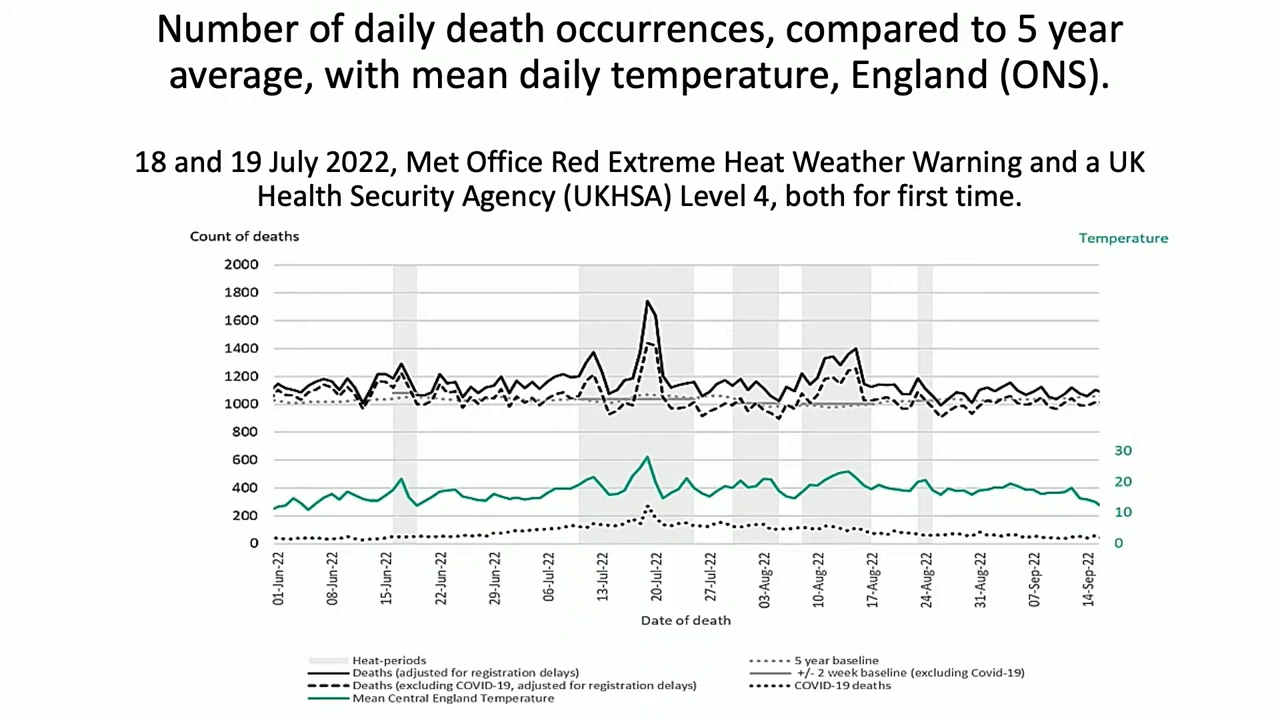 Number of daily death occurrences, compared to 5 year
average, with mean daily temperature, England (ONS).
18 and 19 July 2022, Met Office Red Extreme Heat Weather Warning and a UK
Health Security Agency (UKHSA) Level 4, both for first time.
Count of deaths
Temperature
2000
1800
1600
1400
1200
1000
800
600
400
200
0
30
20
10
0
01-Jun-22
08-Jun-22
15-Jun-22
22-Jun-22
29-Jun-22
06-Jul-22
13-Jul-22
20-Jul-22
27-Jul-22
03-Aug-22
10-Aug-22
17-Aug-22
24-Aug-22
31-Aug-22
07-Sep-22
14-Sep-22
Date of death
Heat-periods
Deaths (adjusted for registration delays)
Deaths (excluding COVID-19, adjusted for registration delays)
Mean Central England Temperature
5 year baseline
+/- 2 week baseline (excluding Covid-19)
COVID-19 deaths